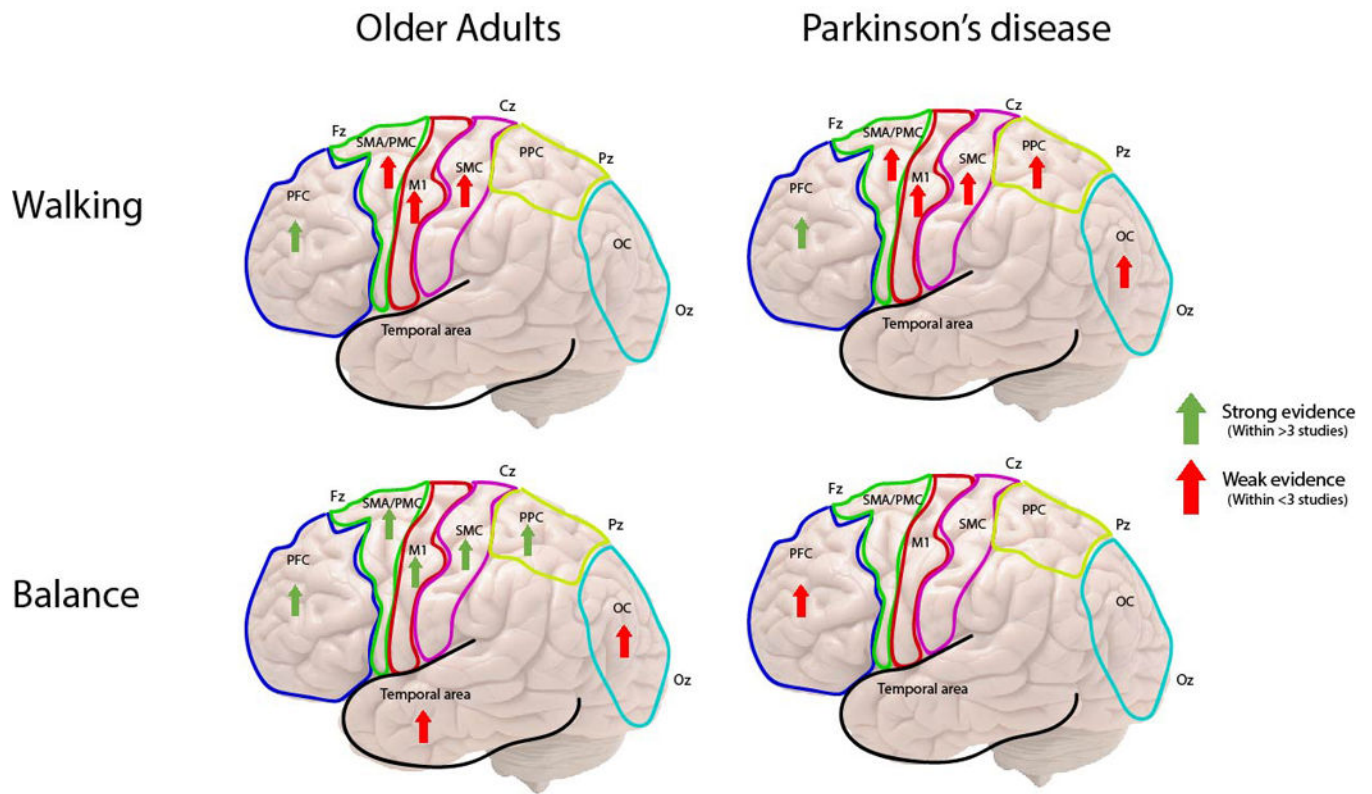 Older Adults
Parkinson's disease
Walking
Fz
Cz
SMA/PMC
PPC
Pz
SMC
M1
PFC
OC
Oz
Temporal area
Fz
Cz
SMA/PMC
PPC
Pz
SMC
M1
PFC
OC
Oz
Temporal area
Strong evidence
(Within >3 studies)
Weak evidence
(Within <3 studies)
Balance
Fz
Cz
SMA/PMC
PPC
Pz
SMC
M1
PFC
OC
Oz
Temporal area
Fz
Cz
SMA/PMC
PPC
Pz
SMC
M1
PFC
OC
Oz
Temporal area